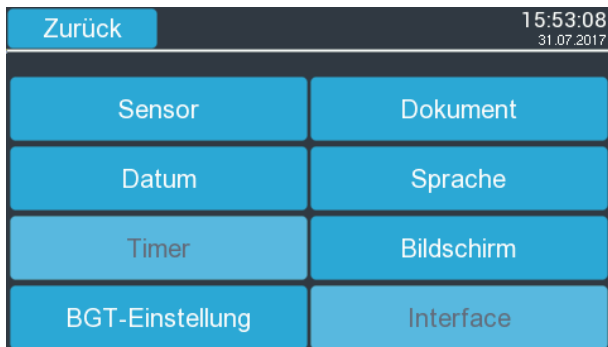 Zurück
15:53:08
31.07.2017
Sensor
Dokument
Datum
Sprache
Timer
Bildschirm
BGT-Einstellung
Interface